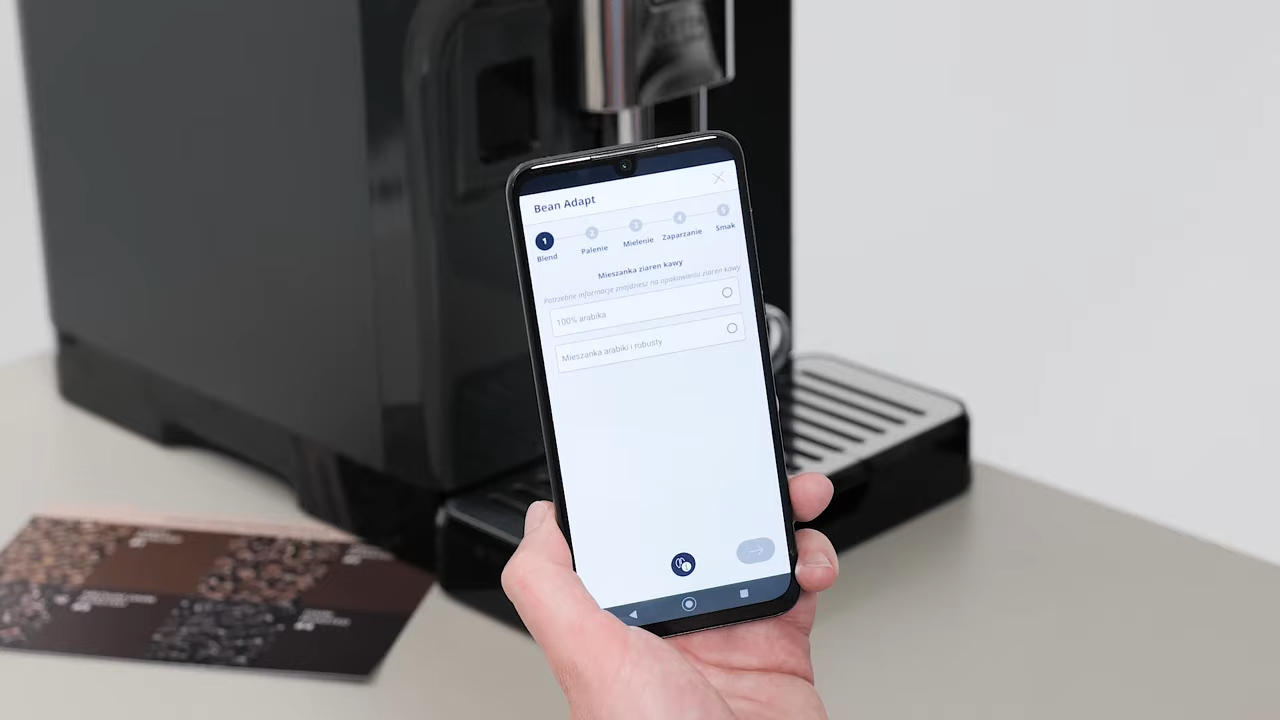 Bean Adapt
1 2 3 4 5
Blend Palenie Mielenie Zaparzanie Smak
Mieszanka ziaren kawy
Potrzebne informacje znajdziesz na opakowaniu ziaren kawy
100% arabika
Mieszanka arabiki i robusty